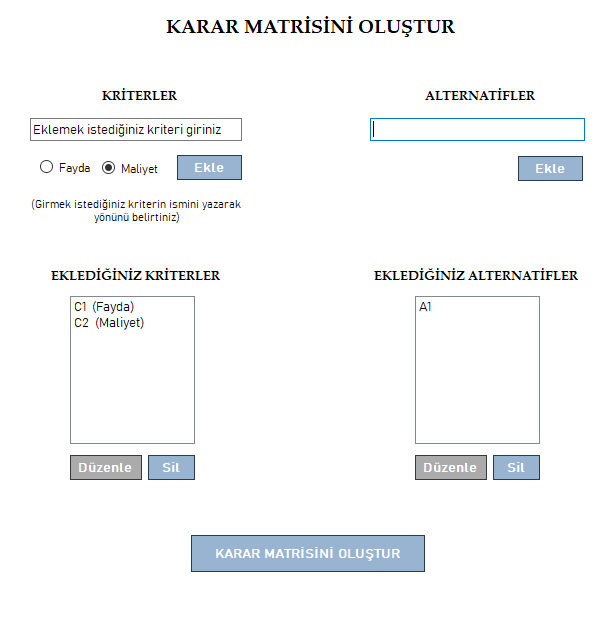 KARAR MATRİSİNİ OLUŞTUR
KRİTERLER
Eklemek istediğiniz kriteri giriniz
Fayda
Maliyet
Ekle
(Girmek istediğiniz kriterin ismini yazarak
yönünü belirtiniz)
ALTERNATİFLER
Ekle
EKLEDİĞİNİZ KRİTERLER
C1 (Fayda)
C2 (Maliyet)
Düzenle
Sil
EKLEDİĞİNİZ ALTERNATİFLER
A1
Düzenle
Sil
KARAR MATRİSİNİ OLUŞTUR